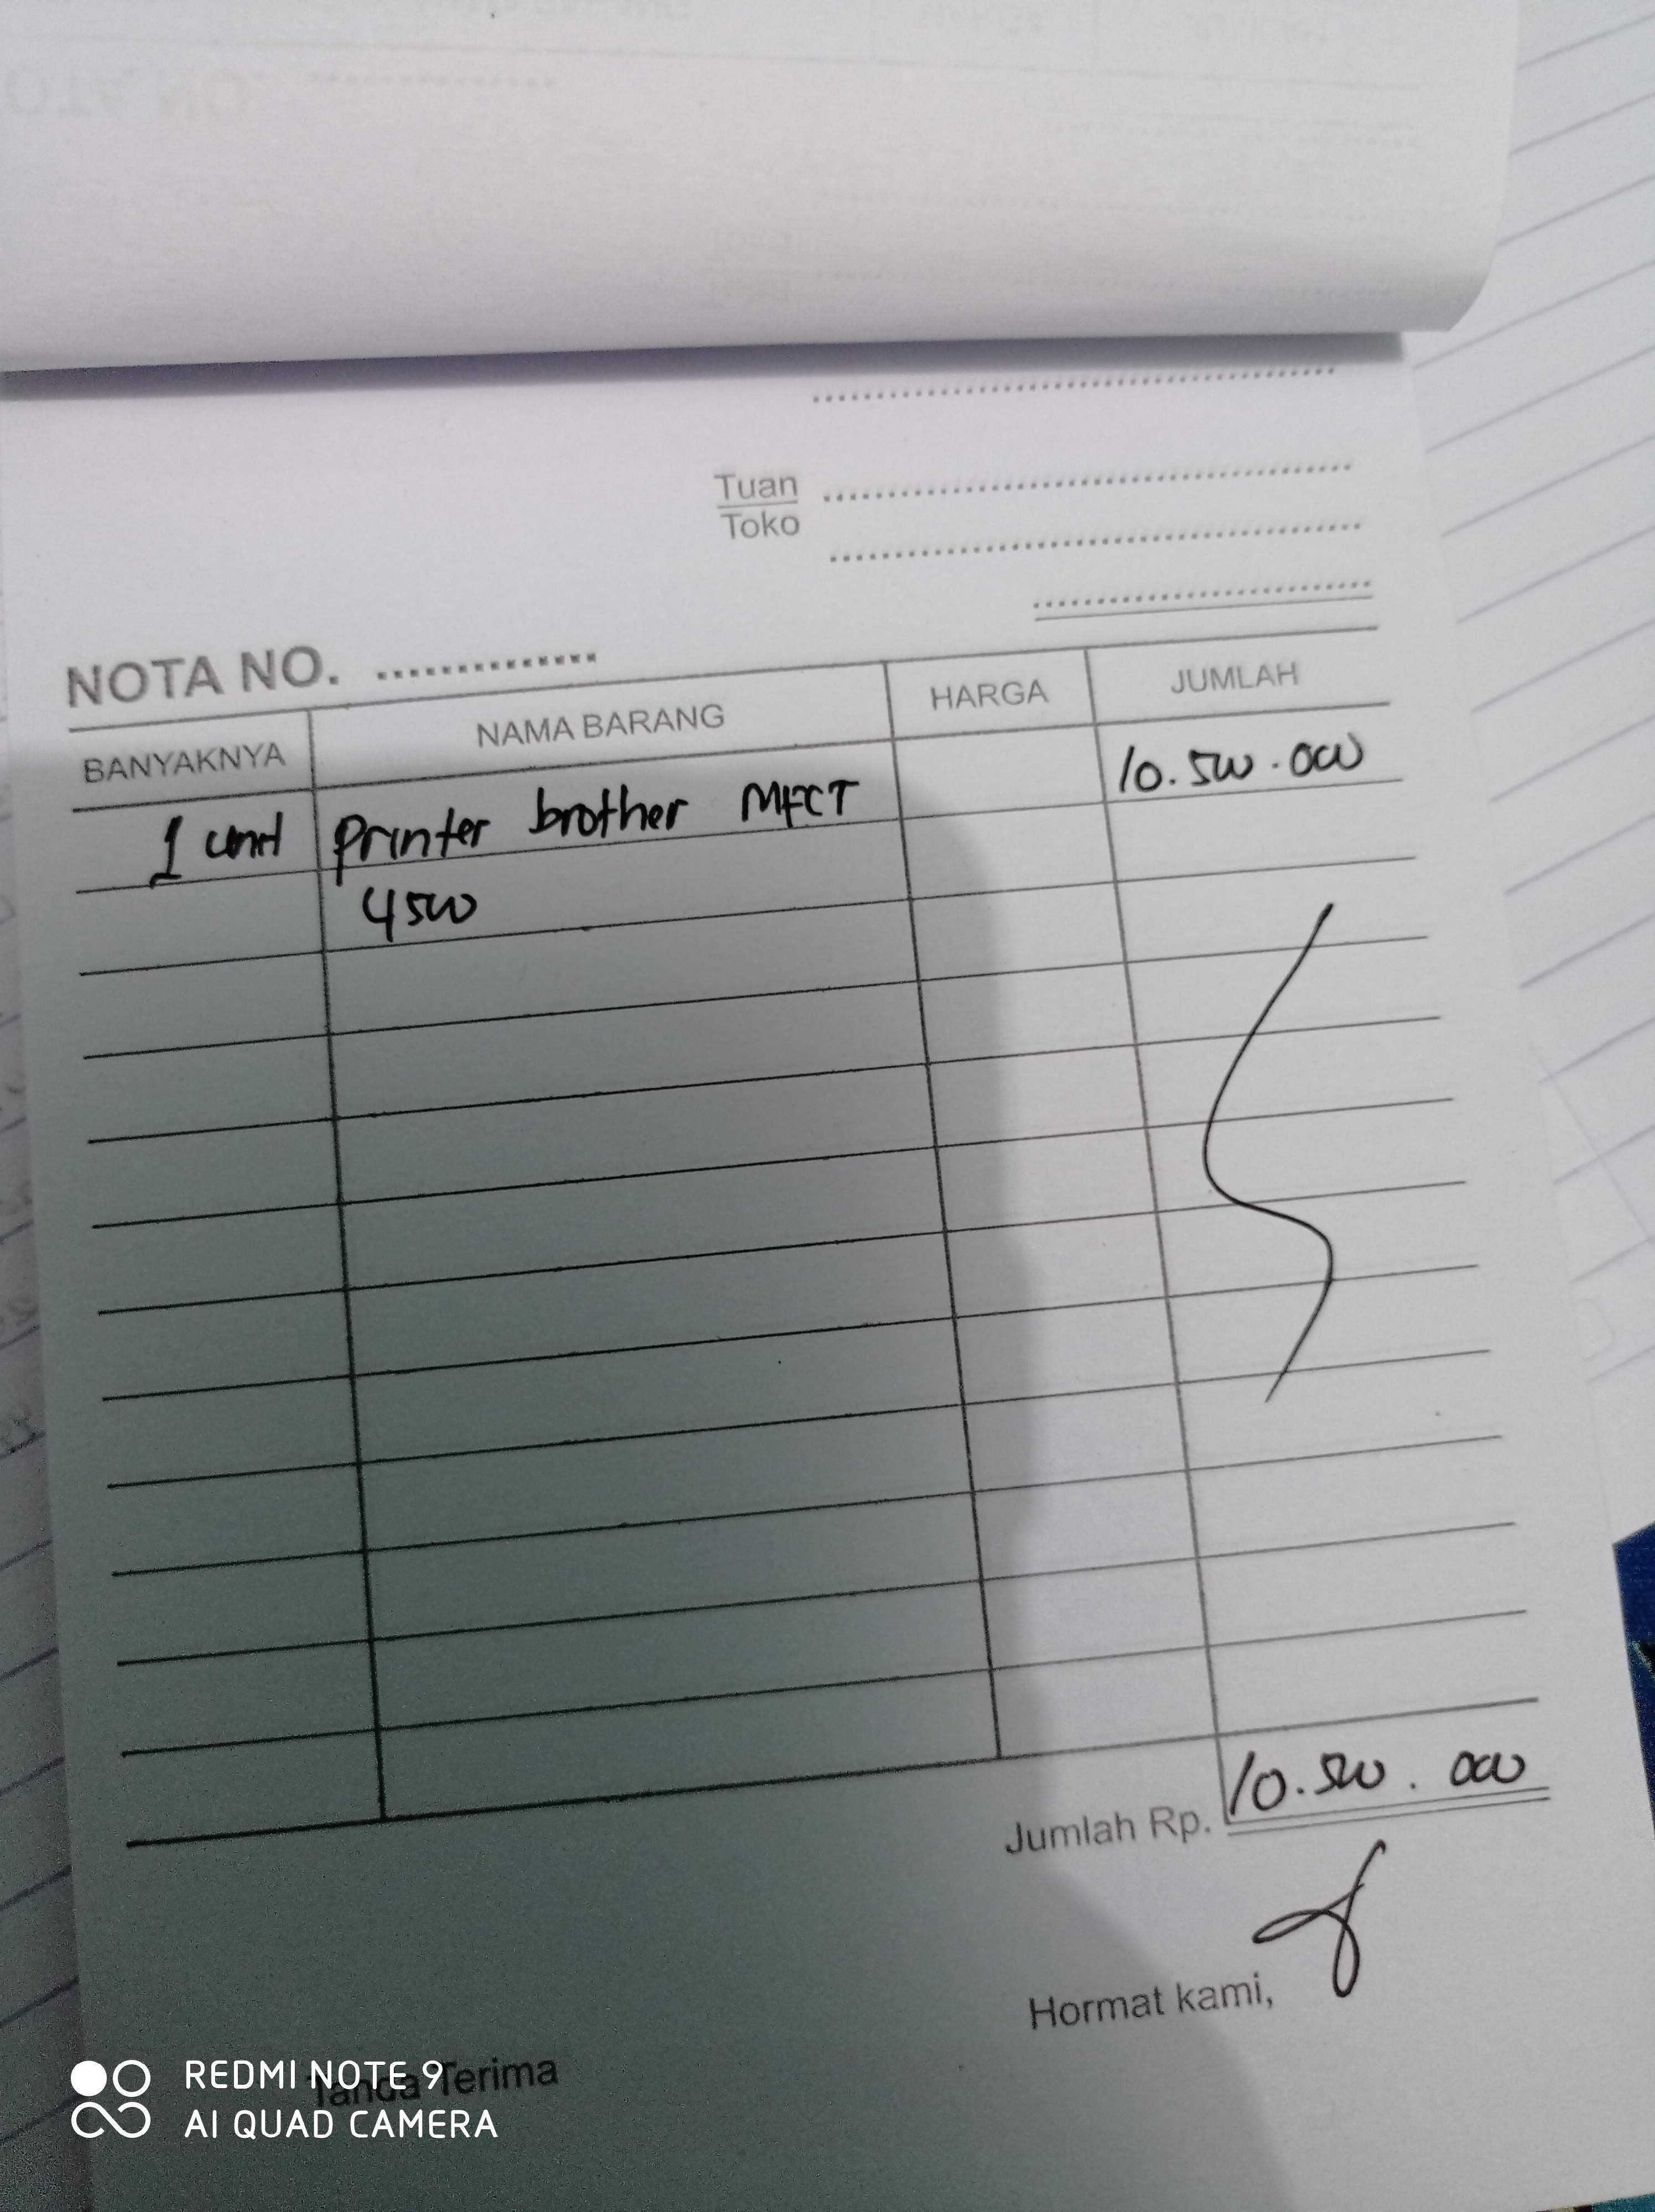 Tuan
Toko
NOTA NO.
BANYAKNYA NAMA BARANG HARGA JUMLAH
1 unit Printer brother MFCT 10.500.000
4500
Jumlah Rp. 10.500.000
Hormat kami,
Tanda Terima
REDMI NOTE 9
AI QUAD CAMERA